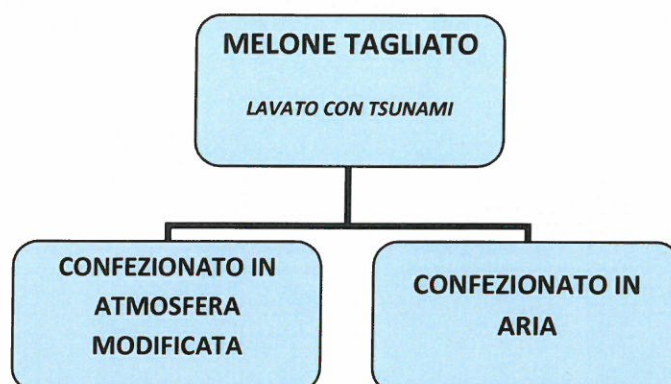 MELONE TAGLIATO
LAVATO CON TSUNAMI
CONFEZIONATO IN
ATMOSFERA
MODIFICATA
CONFEZIONATO IN
ARIA